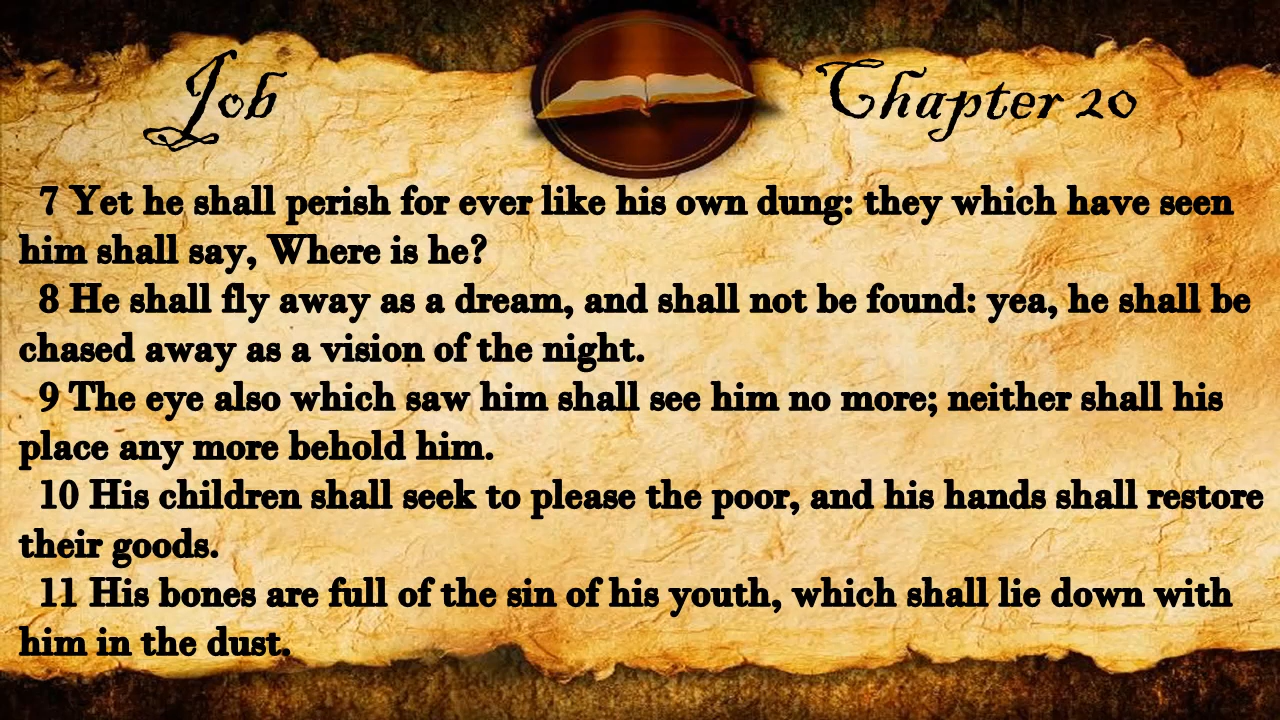 Job Chapter 20
7 Yet he shall perish for ever like his own dung: they which have seen
him shall say, Where is he?
8 He shall fly away as a dream, and shall not be found: yea, he shall be
chased away as a vision of the night.
9 The eye also which saw him shall see him no more; neither shall his
place any more behold him.
10 His children shall seek to please the poor, and his hands shall restore
their goods.
11 His bones are full of the sin of his youth, which shall lie down with
him in the dust.